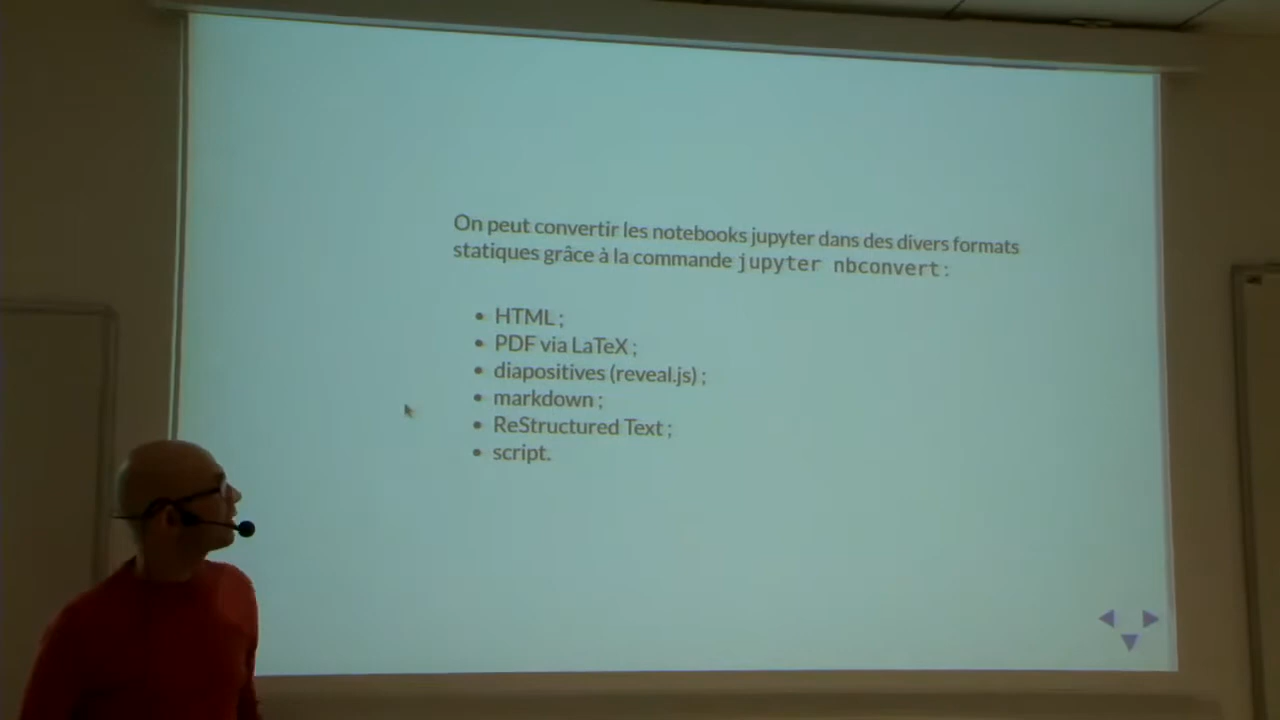 On peut convertir les notebooks jupyter dans des divers formats
statiques grâce à la commande jupyter nbconvert :
• HTML ;
• PDF via LaTeX ;
• diapositives (reveal.js) ;
• markdown ;
• ReStructured Text ;
• script.